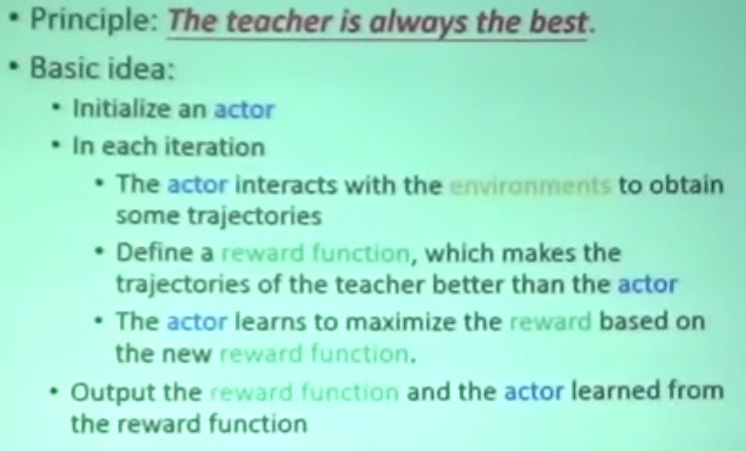 • Principle: The teacher is always the best.
• Basic idea:
• Initialize an actor
• In each iteration
• The actor interacts with the environments to obtain
some trajectories
• Define a reward function, which makes the
trajectories of the teacher better than the actor
• The actor learns to maximize the reward based on
the new reward function.
• Output the reward function and the actor learned from
the reward function